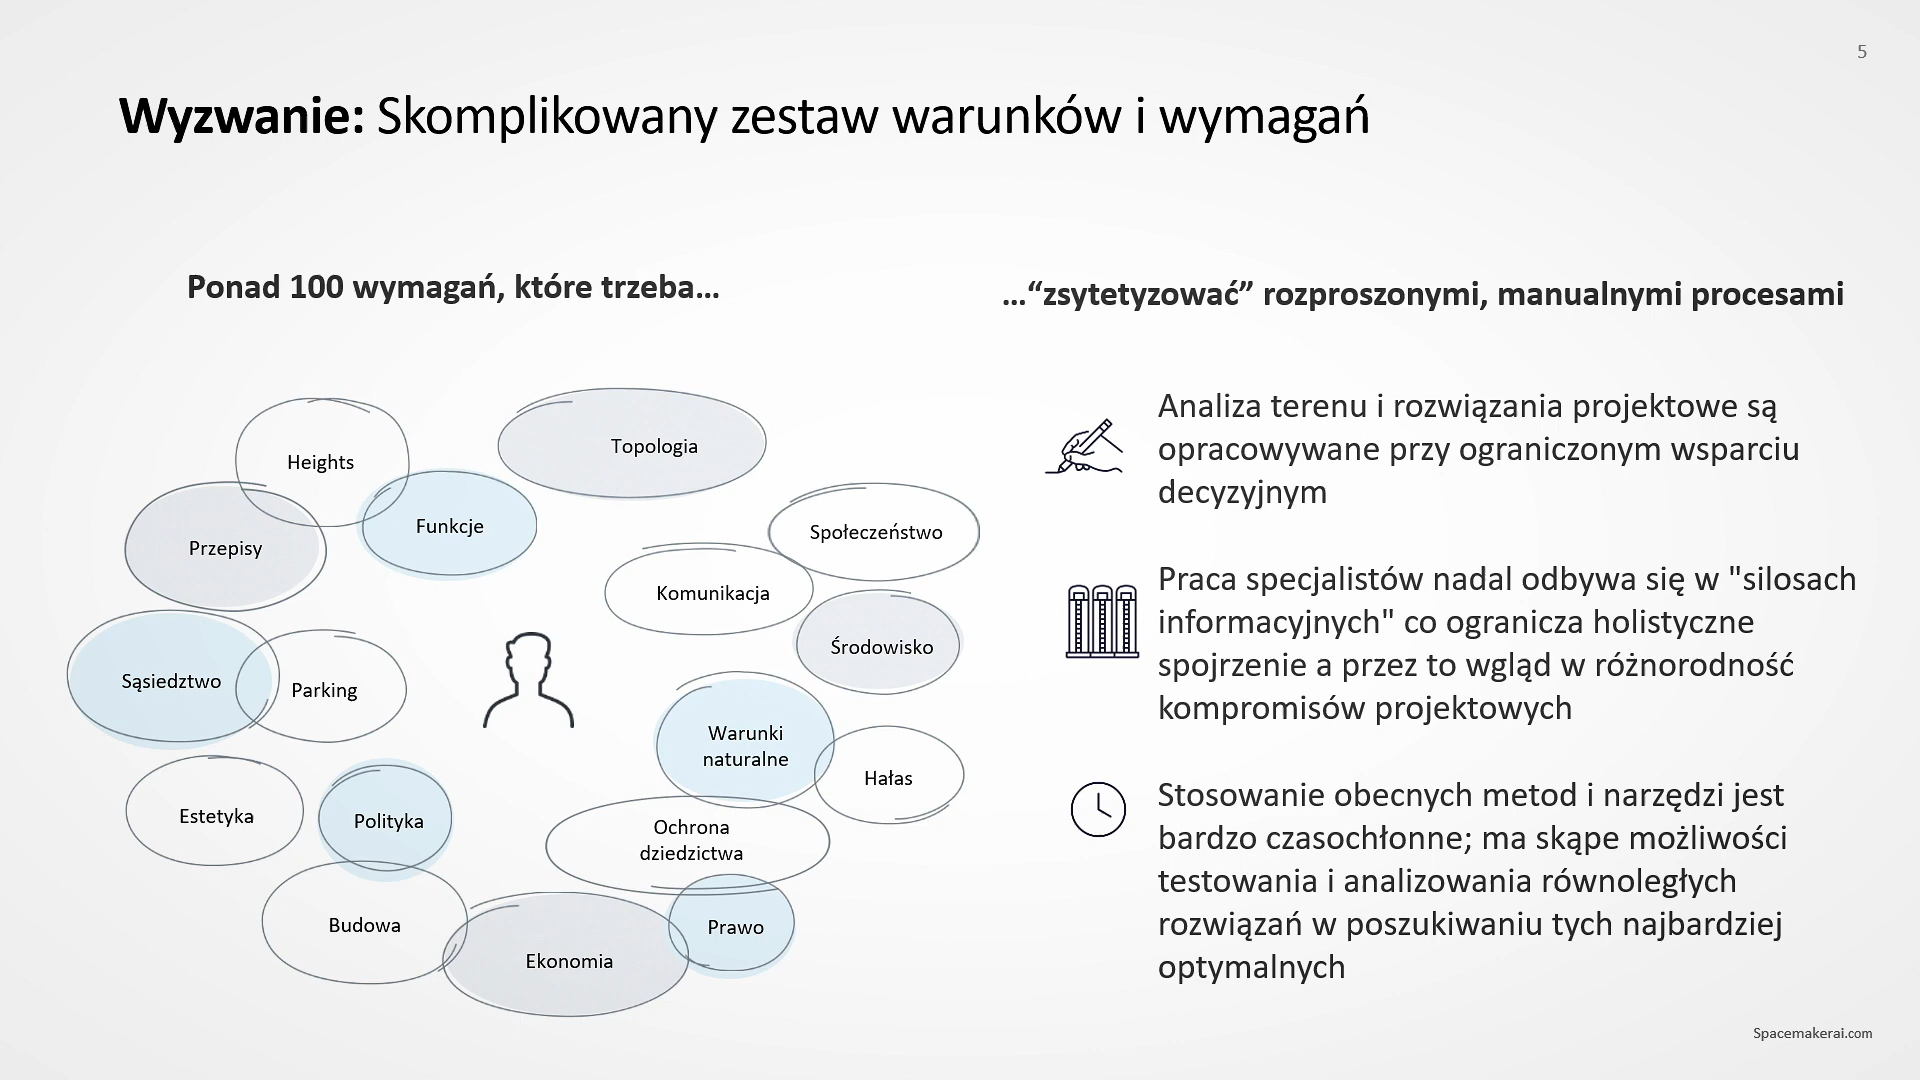 5
Wyzwanie: Skomplikowany zestaw warunków i wymagań
Ponad 100 wymagań, które trzeba...
Heights
Topologia
Funkcje
Przepisy
Społeczeństwo
Komunikacja
Środowisko
Sąsiedztwo
Parking
Warunki
naturalne
Hałas
Estetyka
Polityka
Ochrona
dziedzictwa
Budowa
Prawo
Ekonomia
...“zsytetyzować” rozproszonymi, manualnymi procesami
Analiza terenu i rozwiązania projektowe są
opracowywane przy ograniczonym wsparciu
decyzyjnym
Praca specjalistów nadal odbywa się w "silosach
informacyjnych" co ogranicza holistyczne
spojrzenie a przez to wgląd w różnorodność
kompromisów projektowych
Stosowanie obecnych metod i narzędzi jest
bardzo czasochłonne; ma skąpe możliwości
testowania i analizowania równoległych
rozwiązań w poszukiwaniu tych najbardziej
optymalnych
Spacemakerai.com